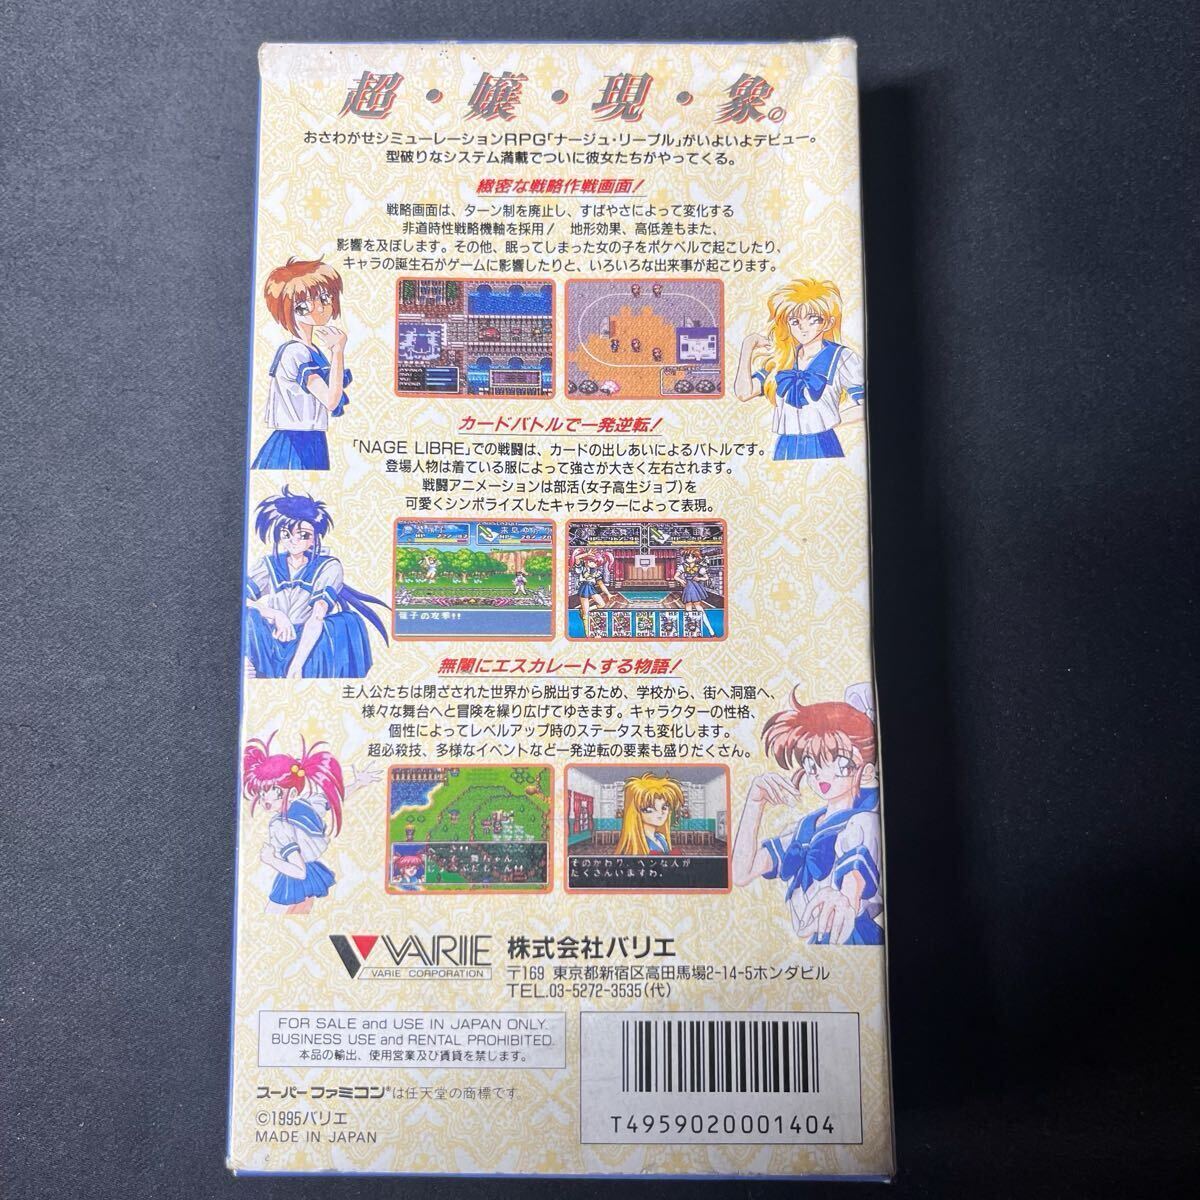 超・嬢・現・象。
おさわがせシミューレーションRPG「ナージュ・リーブル」がいよいよデビュー。
型破りなシステム満載でついに彼女たちがやってくる。
緻密な戦略作戦画面!
戦略画面は、ターン制を廃止し、すばやさによって変化する
非道時性戦略機軸を採用! 地形効果、高低差もまた、
影響を及ぼします。その他、眠ってしまった女の子をポケベルで起こしたり、
キャラの誕生石がゲームに影響したりと、いろいろな出来事が起こります。
カードバトルで一発逆転!
「NAGE LIBRE」での戦闘は、カードの出しあいによるバトルです。
登場人物は着ている服によって強さが大きく左右されます。
戦闘アニメーションは部活(女子高生ジョブ)を
可愛くシンボライズしたキャラクターによって表現。
の攻撃!!
無闇にエスカレートする物語!
主人公たちは閉ざされた世界から脱出するため、学校から、街へ洞窟へ、
様々な舞台へと冒険を繰り広げてゆきます。キャラクターの性格、
個性によってレベルアップ時のステータスも変化します。
超必殺技、多様なイベントなど一発逆転の要素も盛りだくさん。
そのかわり、ヘンな人が
たくさんいますわ。
VARIE
VARIE CORPORATION
株式会社バリエ
〒169 東京都新宿区高田馬場2-14-5ホンダビル
TEL.03-5272-3535(代)
FOR SALE and USE IN JAPAN ONLY.
BUSINESS USE and RENTAL PROHIBITED.
本品の輸出、使用営業及び賃貸を禁じます。
スーパーファミコン®は任天堂の商標です。
©1995バリエ
MADE IN JAPAN
T4959020001404